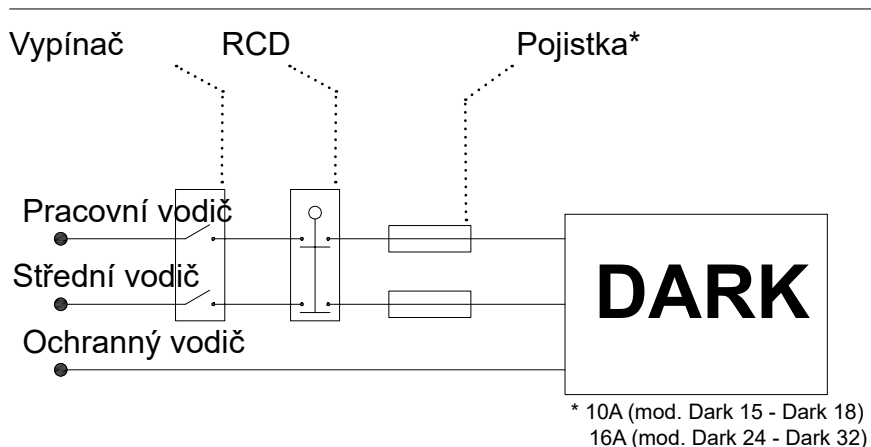 Vypínač RCD Pojistka*
Pracovní vodič
Střední vodič
Ochranný vodič
DARK
* 10A (mod. Dark 15 - Dark 18)
16A (mod. Dark 24 - Dark 32)